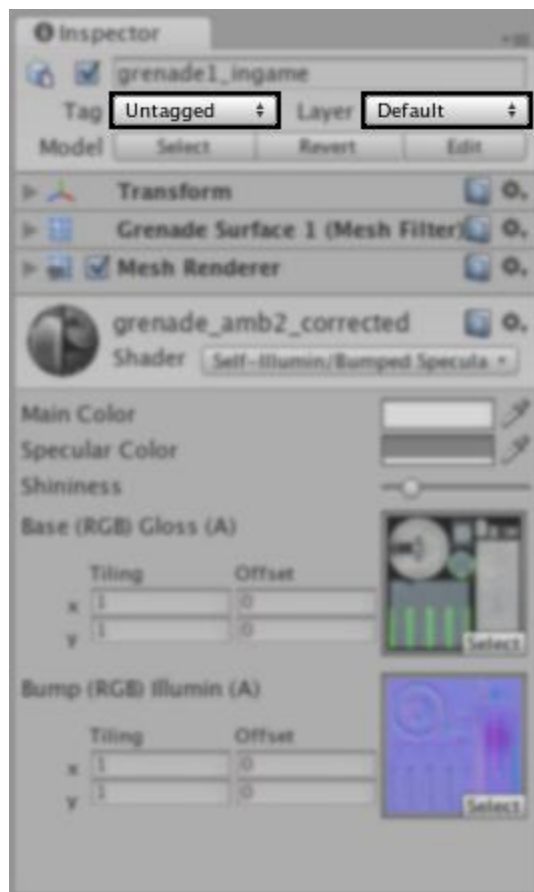 Inspector
grenade1_ingame
Tag Untagged Layer Default
Model Select Revert Edit
Transform
Grenade Surface 1 (Mesh Filter)
Mesh Renderer
grenade_amb2_corrected
Shader Self-Illumin/Bumped Specula
Main Color
Specular Color
Shininess
Base (RGB) Gloss (A)
Tiling Offset
x 1 0
y 1 0
Select
Bump (RGB) Illumin (A)
Tiling Offset
x 1 0
y 1 0
Select